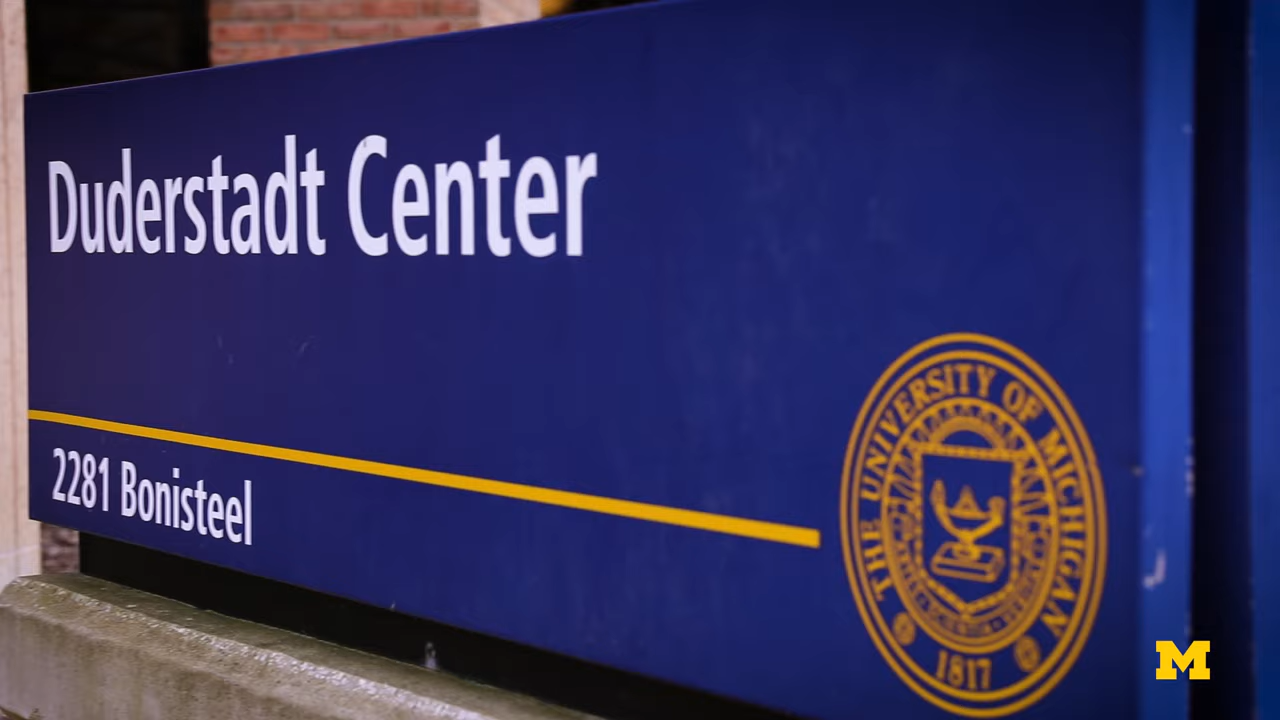 Duderstadt Center
2281 Bonisteel
THE UNIVERSITY OF MICHIGAN
1817
M